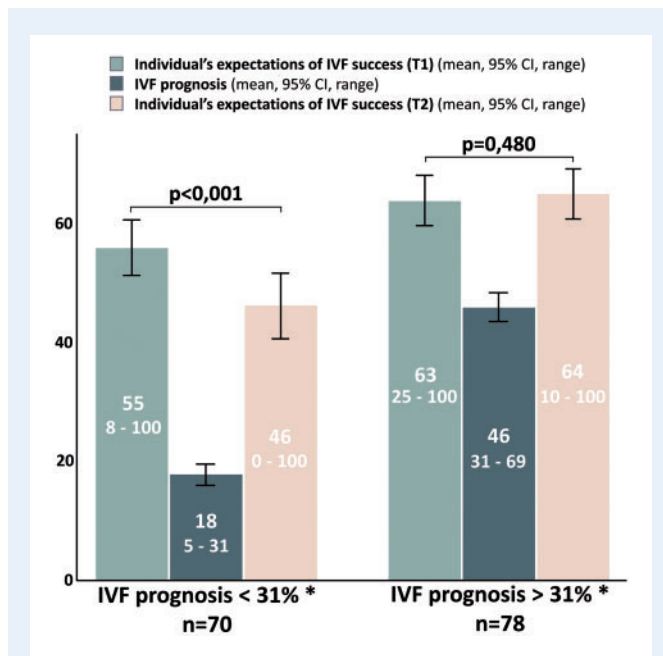 Individual's expectations of IVF success (T1) (mean, 95% CI, range)
IVF prognosis (mean, 95% CI, range)
Individual's expectations of IVF success (T2) (mean, 95% CI, range)
p=0,480
p<0,001
60
40
20
0
55
8 - 100
18
5 - 31
46
0 - 100
63
25 - 100
46
31 - 69
64
10 - 100
IVF prognosis < 31% *
n=70
IVF prognosis > 31% *
n=78